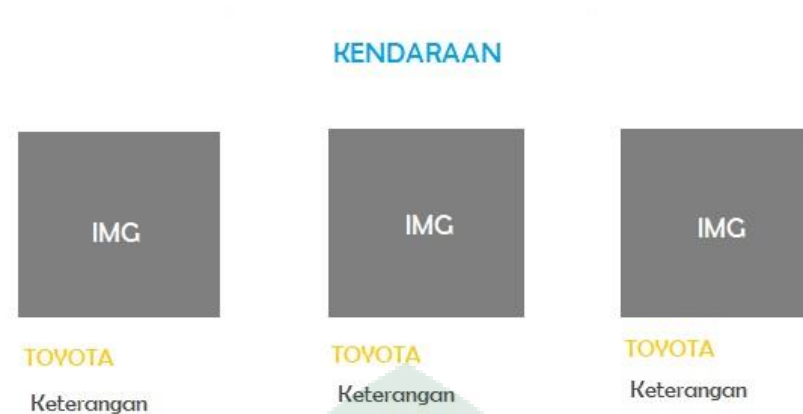 KENDARAAN
IMG IMG IMG
TOYOTA TOYOTA TOYOTA
Keterangan Keterangan Keterangan